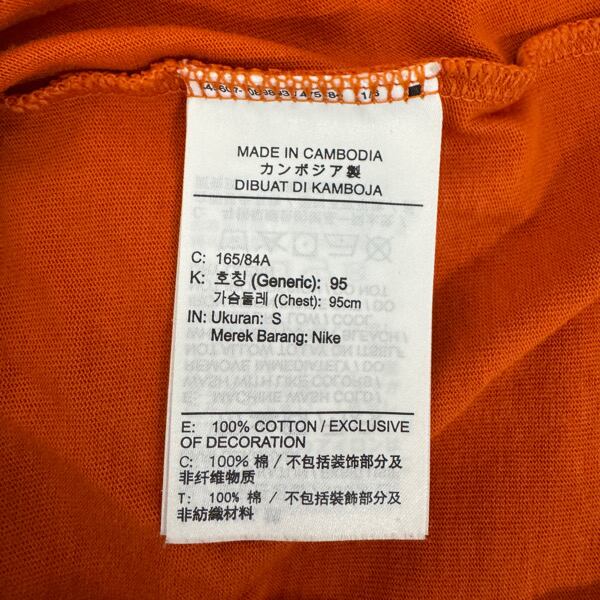 MADE IN CAMBODIA
カンボジア製
DIBUAT DI KAMBOJA
C: 165/84A
K: 호칭 (Generic): 95
가슴둘레 (Chest): 95cm
IN: Ukuran: S
Merek Barang: Nike
E: 100% COTTON / EXCLUSIVE
OF DECORATION
C: 100% 棉 / 不包括装饰部分及
非纤维物质
T: 100% 棉 / 不包括裝飾部分及
非紡織材料